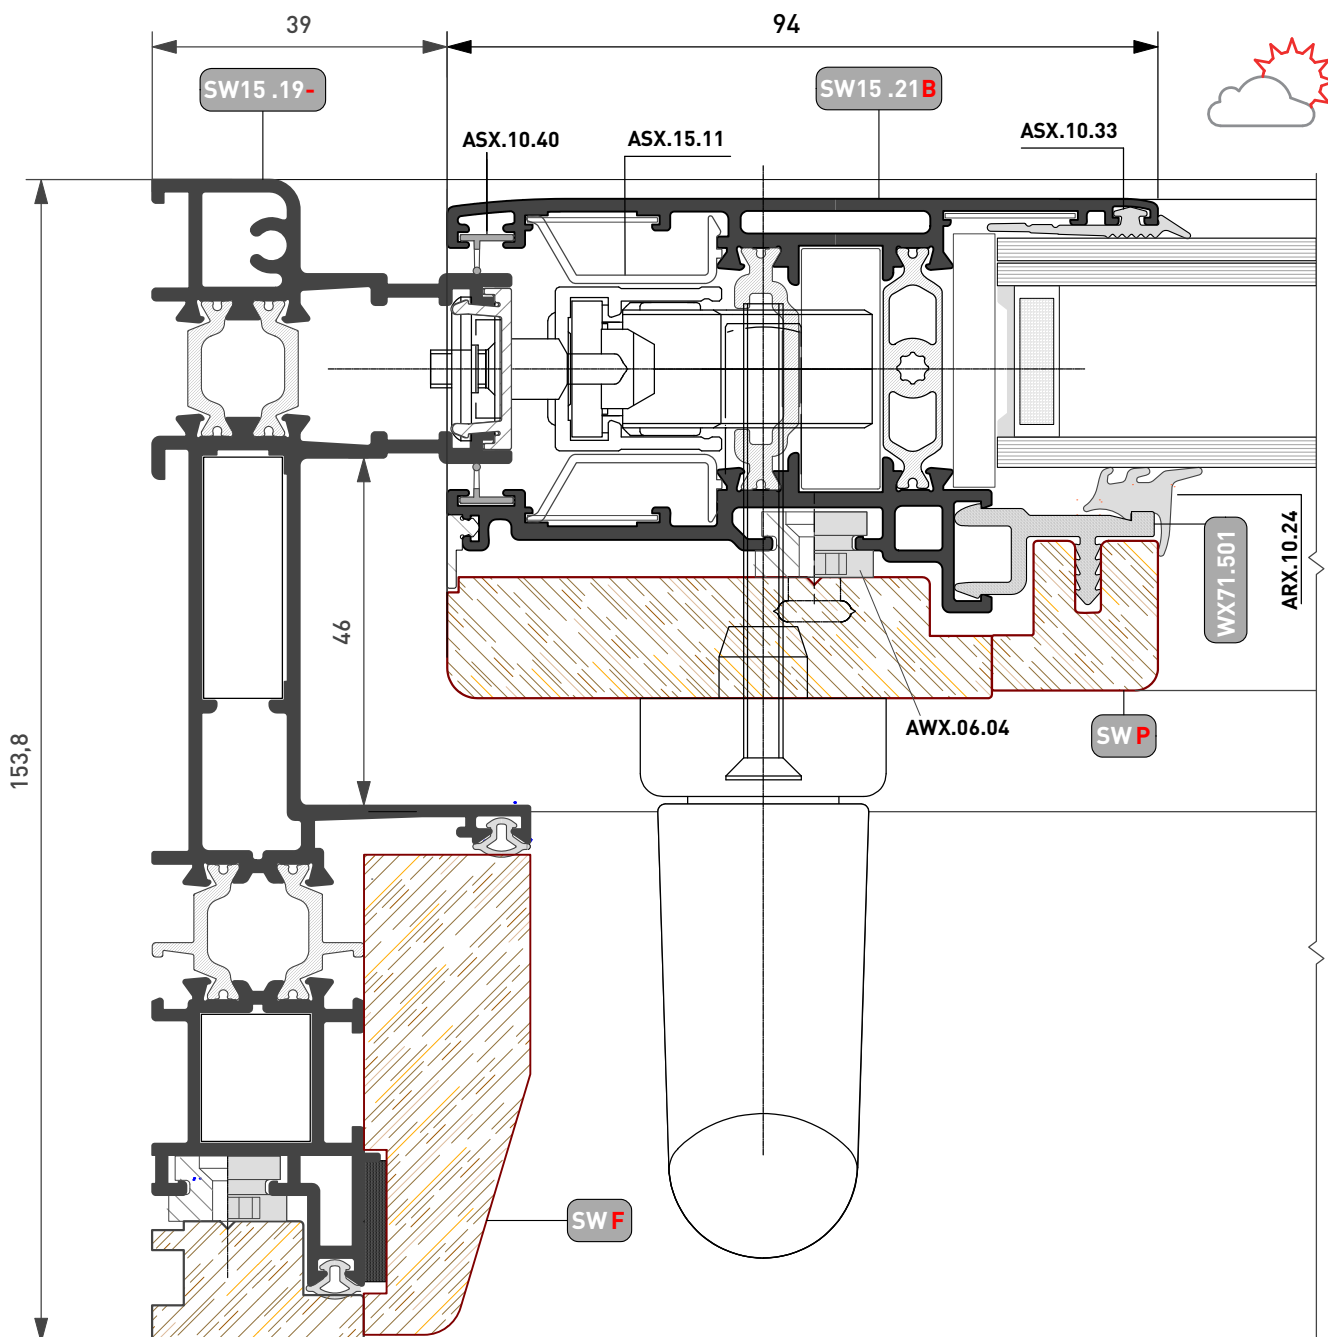 39
94
SW15 .19-
SW15 .21B
ASX.10.40
ASX.15.11
ASX.10.33
ARX.10.24
WX71.501
46
153,8
AWX.06.04
SW P
SW F